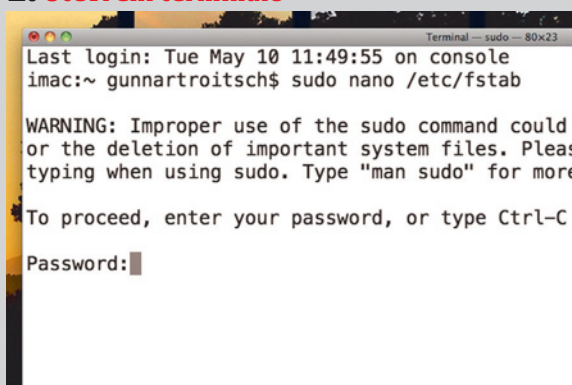 Terminal — sudo — 80×23
Last login: Tue May 10 11:49:55 on console
imac:~ gunnartroitsch$ sudo nano /etc/fstab
WARNING: Improper use of the sudo command could
or the deletion of important system files. Pleas
typing when using sudo. Type "man sudo" for more
To proceed, enter your password, or type Ctrl-C
Password: